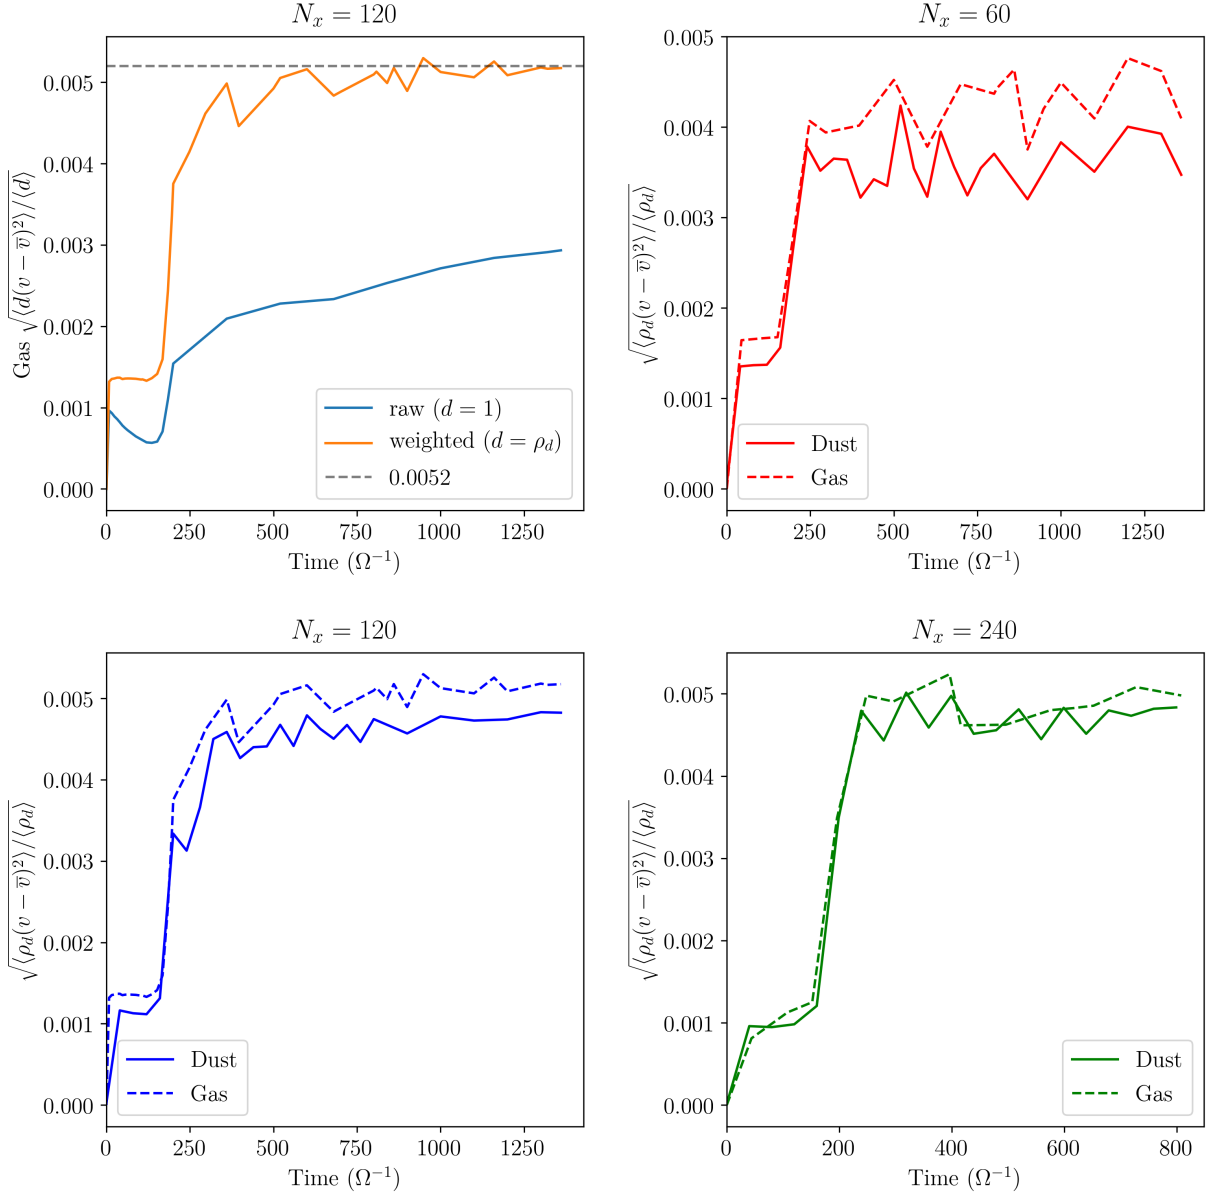 N_x = 120
Gas √⟨d(v − v̅)²⟩/⟨d⟩
0.005
0.004
0.003
0.002
0.001
0.000
raw (d = 1)
weighted (d = ρ_d)
0.0052
0 250 500 750 1000 1250
Time (Ω⁻¹)
N_x = 60
√⟨ρ_d(v − v̅)²⟩/⟨ρ_d⟩
0.005
0.004
0.003
0.002
0.001
0.000
Dust
Gas
0 250 500 750 1000 1250
Time (Ω⁻¹)
N_x = 120
√⟨ρ_d(v − v̅)²⟩/⟨ρ_d⟩
0.005
0.004
0.003
0.002
0.001
0.000
Dust
Gas
0 250 500 750 1000 1250
Time (Ω⁻¹)
N_x = 240
√⟨ρ_d(v − v̅)²⟩/⟨ρ_d⟩
0.005
0.004
0.003
0.002
0.001
0.000
Dust
Gas
0 200 400 600 800
Time (Ω⁻¹)